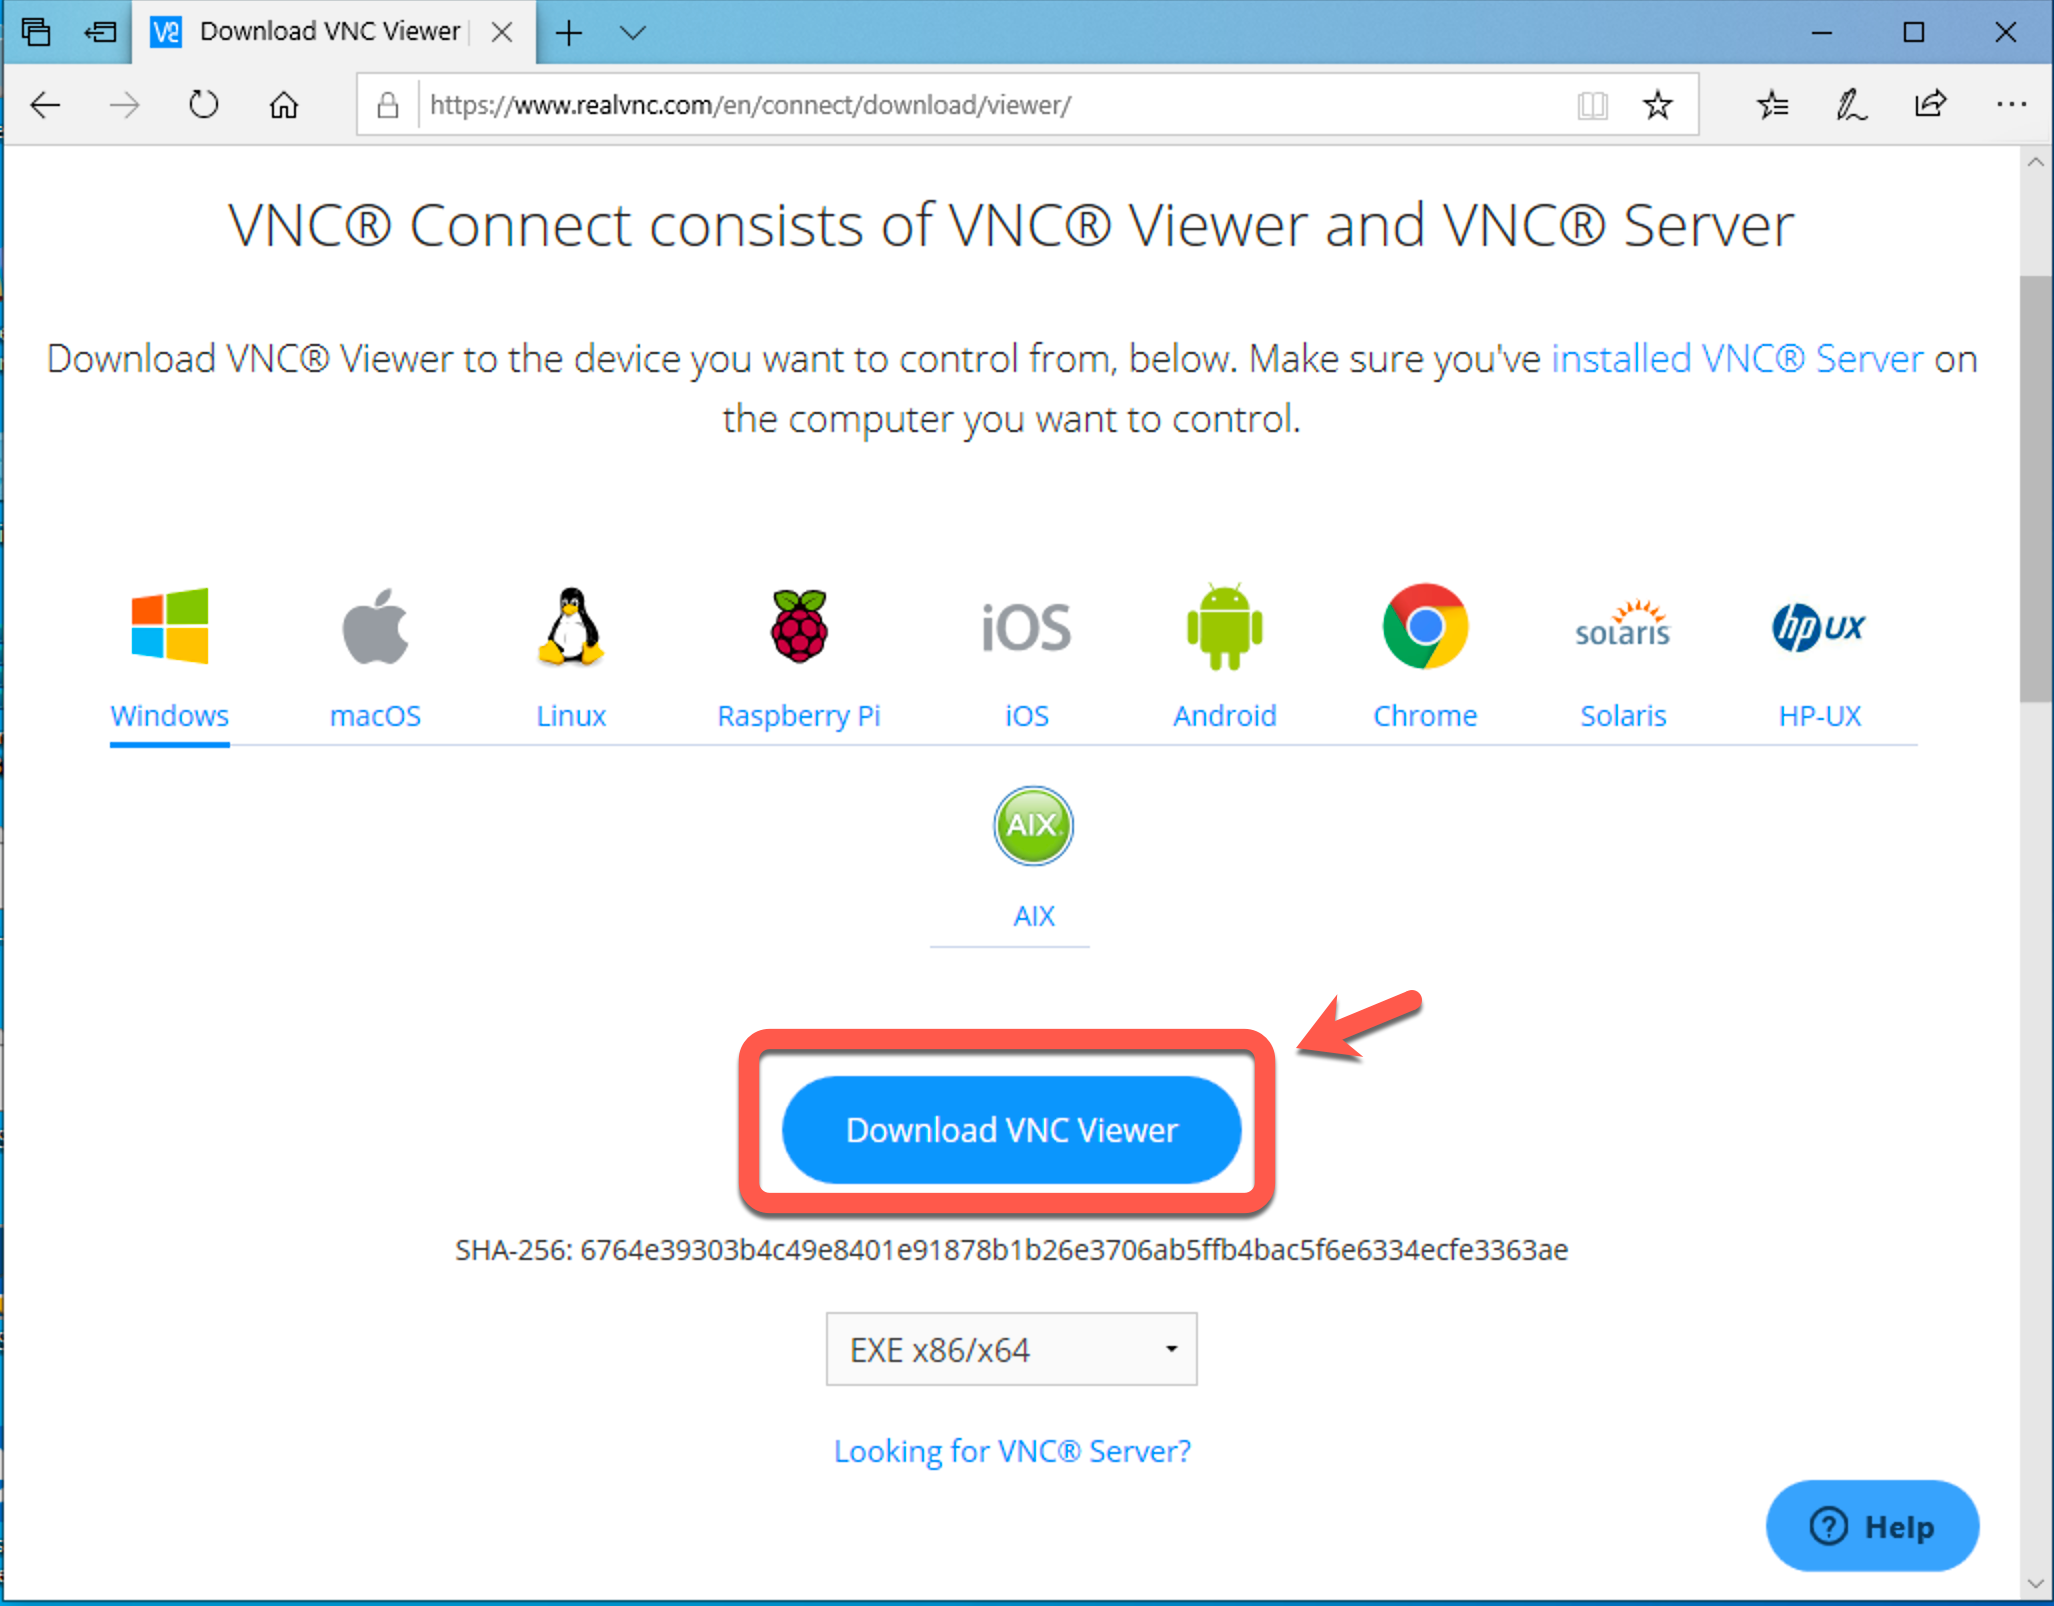 Download VNC Viewer
https://www.realvnc.com/en/connect/download/viewer/
VNC® Connect consists of VNC® Viewer and VNC® Server
Download VNC® Viewer to the device you want to control from, below. Make sure you've installed VNC® Server on
the computer you want to control.
iOS solaris hp UX
Windows macOS Linux Raspberry Pi iOS Android Chrome Solaris HP-UX
AIX
AIX
Download VNC Viewer
SHA-256: 6764e39303b4c49e8401e91878b1b26e3706ab5ffb4bac5f6e6334ecfe3363ae
EXE x86/x64
Looking for VNC® Server?
? Help